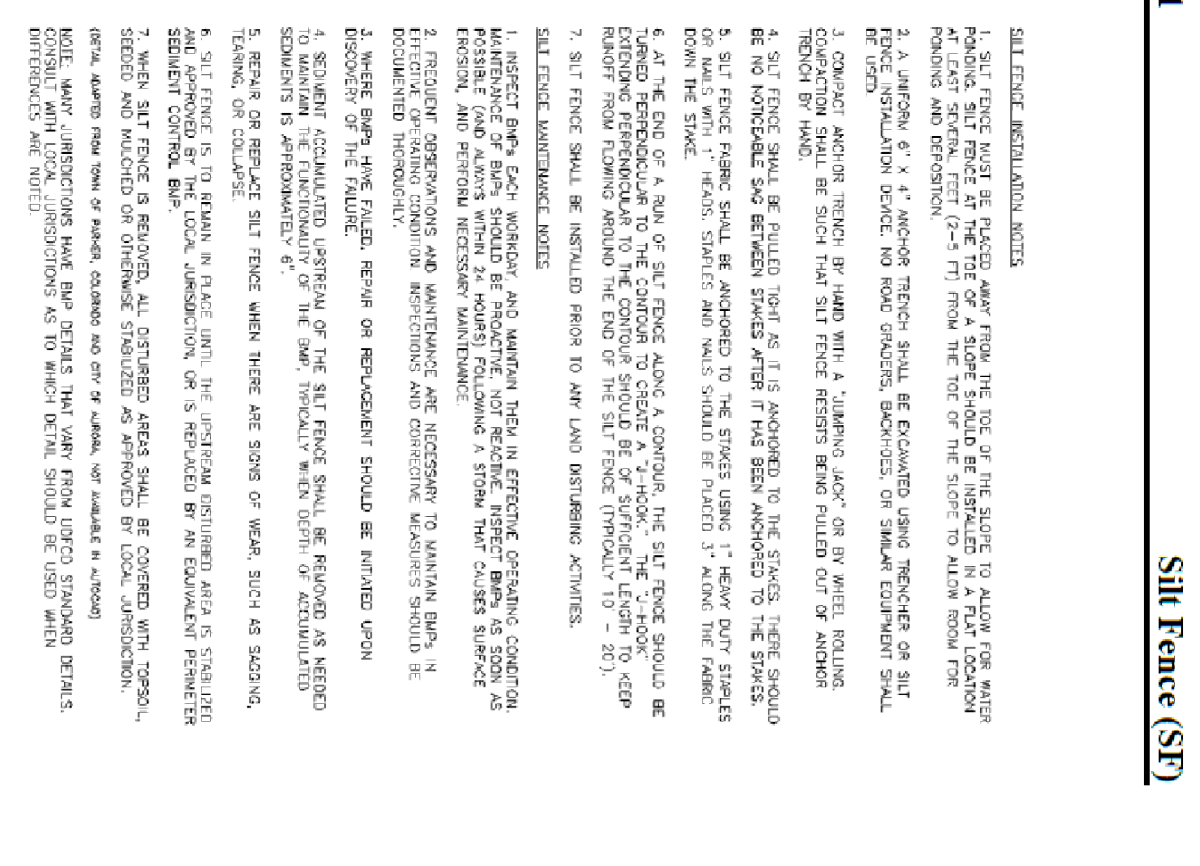 Silt Fence (SF)
SILT FENCE INSTALLATION NOTES
1. SILT FENCE MUST BE PLACED AWAY FROM THE TOE OF THE SLOPE TO ALLOW FOR WATER
PONDING. SILT FENCE AT THE TOE OF A SLOPE SHOULD BE INSTALLED IN A FLAT LOCATION
AT LEAST SEVERAL FEET (2-5 FT) FROM THE TOE OF THE SLOPE TO ALLOW ROOM FOR
PONDING AND DEPOSITION.
2. A UNIFORM 6" X 4" ANCHOR TRENCH SHALL BE EXCAVATED USING TRENCHER OR SILT
FENCE INSTALLATION DEVICE. NO ROAD GRADERS, BACKHOES, OR SIMILAR EQUIPMENT SHALL
BE USED.
3. COMPACT ANCHOR TRENCH BY HAND WITH A "JUMPING JACK" OR BY WHEEL ROLLING.
COMPACTION SHALL BE SUCH THAT SILT FENCE RESISTS BEING PULLED OUT OF ANCHOR
TRENCH BY HAND.
4. SILT FENCE SHALL BE PULLED TIGHT AS IT IS ANCHORED TO THE STAKES. THERE SHOULD
BE NO NOTICEABLE SAG BETWEEN STAKES AFTER IT HAS BEEN ANCHORED TO THE STAKES.
5. SILT FENCE FABRIC SHALL BE ANCHORED TO THE STAKES USING 1" HEAVY DUTY STAPLES
OR NAILS WITH 1" HEADS. STAPLES AND NAILS SHOULD BE PLACED 3" ALONG THE FABRIC
DOWN THE STAKE.
6. AT THE END OF A RUN OF SILT FENCE ALONG A CONTOUR, THE SILT FENCE SHOULD BE
TURNED PERPENDICULAR TO THE CONTOUR TO CREATE A "J-HOOK." THE "J-HOOK"
EXTENDING PERPENDICULAR TO THE CONTOUR SHOULD BE OF SUFFICIENT LENGTH TO KEEP
RUNOFF FROM FLOWING AROUND THE END OF THE SILT FENCE (TYPICALLY 10' - 20').
7. SILT FENCE SHALL BE INSTALLED PRIOR TO ANY LAND DISTURBING ACTIVITIES.
SILT FENCE MAINTENANCE NOTES
1. INSPECT BMPs EACH WORKDAY, AND MAINTAIN THEM IN EFFECTIVE OPERATING CONDITION.
MAINTENANCE OF BMPs SHOULD BE PROACTIVE, NOT REACTIVE. INSPECT BMPs AS SOON AS
POSSIBLE (AND ALWAYS WITHIN 24 HOURS) FOLLOWING A STORM THAT CAUSES SURFACE
EROSION, AND PERFORM NECESSARY MAINTENANCE.
2. FREQUENT OBSERVATIONS AND MAINTENANCE ARE NECESSARY TO MAINTAIN BMPs IN
EFFECTIVE OPERATING CONDITION. INSPECTIONS AND CORRECTIVE MEASURES SHOULD BE
DOCUMENTED THOROUGHLY.
3. WHERE BMPs HAVE FAILED, REPAIR OR REPLACEMENT SHOULD BE INITIATED UPON
DISCOVERY OF THE FAILURE.
4. SEDIMENT ACCUMULATED UPSTREAM OF THE SILT FENCE SHALL BE REMOVED AS NEEDED
TO MAINTAIN THE FUNCTIONALITY OF THE BMP, TYPICALLY WHEN DEPTH OF ACCUMULATED
SEDIMENTS IS APPROXIMATELY 6".
5. REPAIR OR REPLACE SILT FENCE WHEN THERE ARE SIGNS OF WEAR, SUCH AS SAGGING,
TEARING, OR COLLAPSE.
6. SILT FENCE IS TO REMAIN IN PLACE UNTIL THE UPSTREAM DISTURBED AREA IS STABILIZED
AND APPROVED BY THE LOCAL JURISDICTION, OR IS REPLACED BY AN EQUIVALENT PERIMETER
SEDIMENT CONTROL BMP.
7. WHEN SILT FENCE IS REMOVED, ALL DISTURBED AREAS SHALL BE COVERED WITH TOPSOIL,
SEEDED AND MULCHED OR OTHERWISE STABILIZED AS APPROVED BY LOCAL JURISDICTION.
(DETAIL ADAPTED FROM TOWN OF PARKER, COLORADO AND CITY OF AURORA, NOT AVAILABLE IN AUTOCAD)
NOTE: MANY JURISDICTIONS HAVE BMP DETAILS THAT VARY FROM UDFCD STANDARD DETAILS.
CONSULT WITH LOCAL JURISDICTIONS AS TO WHICH DETAIL SHOULD BE USED WHEN
DIFFERENCES ARE NOTED.